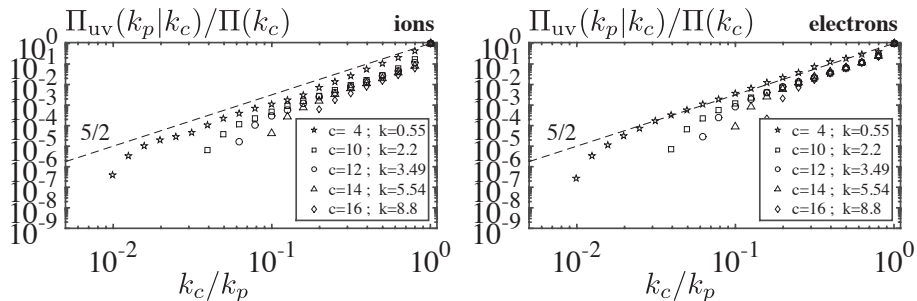 Π_uv(k_p|k_c)/Π(k_c) ions
10^0
10^-1
10^-2
10^-3
10^-4
10^-5
10^-6
10^-7
10^-8
10^-9
5/2
c= 4 ; k=0.55
c=10 ; k=2.2
c=12 ; k=3.49
c=14 ; k=5.54
c=16 ; k=8.8
10^-2 10^-1 10^0
k_c/k_p
Π_uv(k_p|k_c)/Π(k_c) electrons
10^0
10^-1
10^-2
10^-3
10^-4
10^-5
10^-6
10^-7
10^-8
10^-9
5/2
c= 4 ; k=0.55
c=10 ; k=2.2
c=12 ; k=3.49
c=14 ; k=5.54
c=16 ; k=8.8
10^-2 10^-1 10^0
k_c/k_p